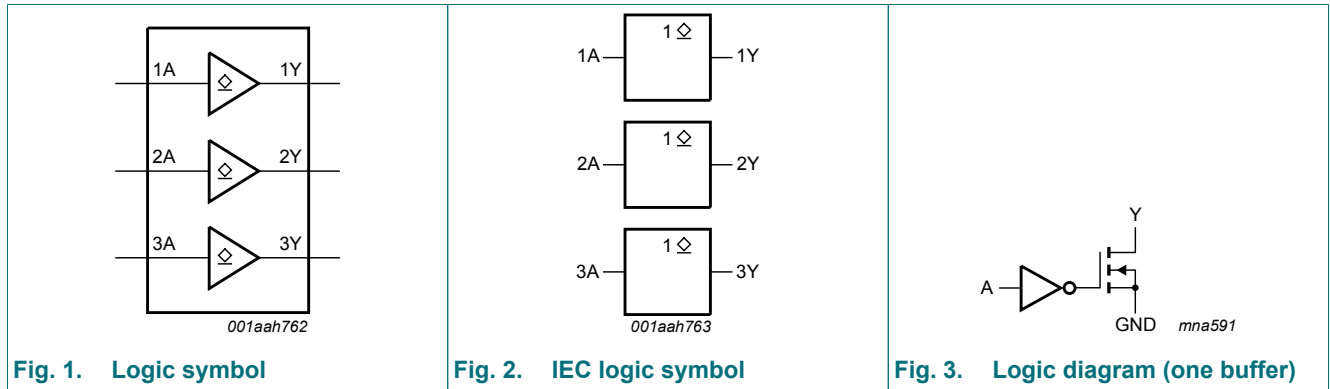 1A 1Y
2A 2Y
3A 3Y
001aah762
Fig. 1. Logic symbol
1
1A 1Y
1
2A 2Y
1
3A 3Y
001aah763
Fig. 2. IEC logic symbol
Y
A
GND mna591
Fig. 3. Logic diagram (one buffer)